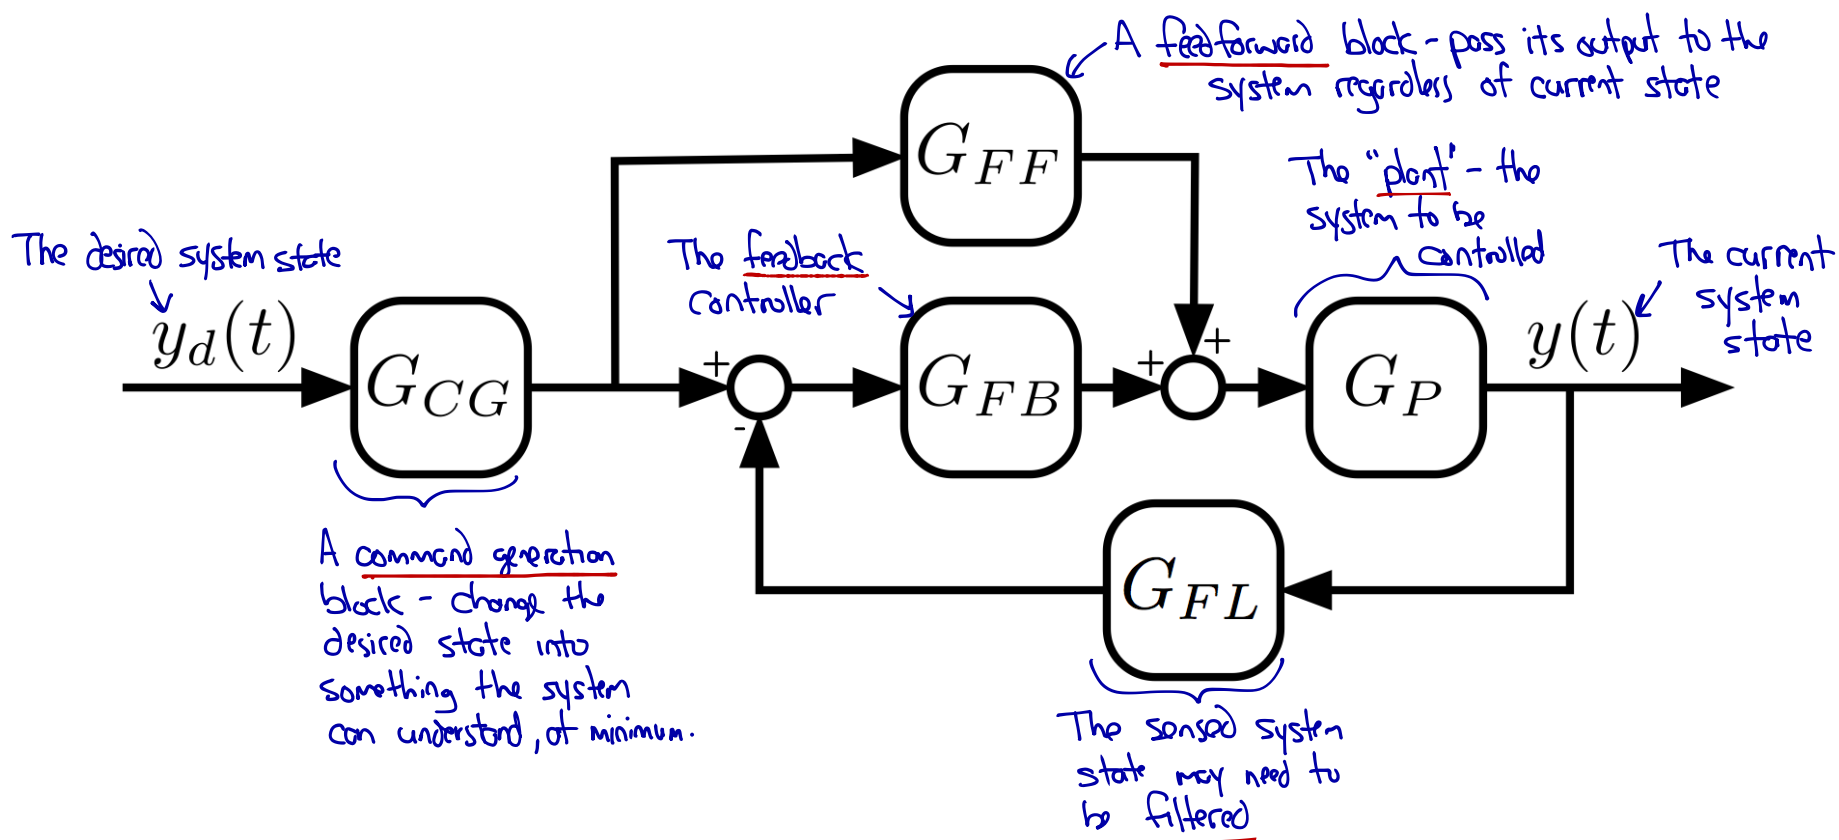 A feedforward block - pass its output to the
system regardless of current state
G_FF
The "plant" - the
system to be
controlled
The desired system state
The feedback
controller
The current
system
state
y_d(t)
G_CG
+
-
G_FB
+
+
G_P
y(t)
A command generation
block - change the
desired state into
something the system
can understand, at minimum.
G_FL
The sensed system
state may need to
be filtered